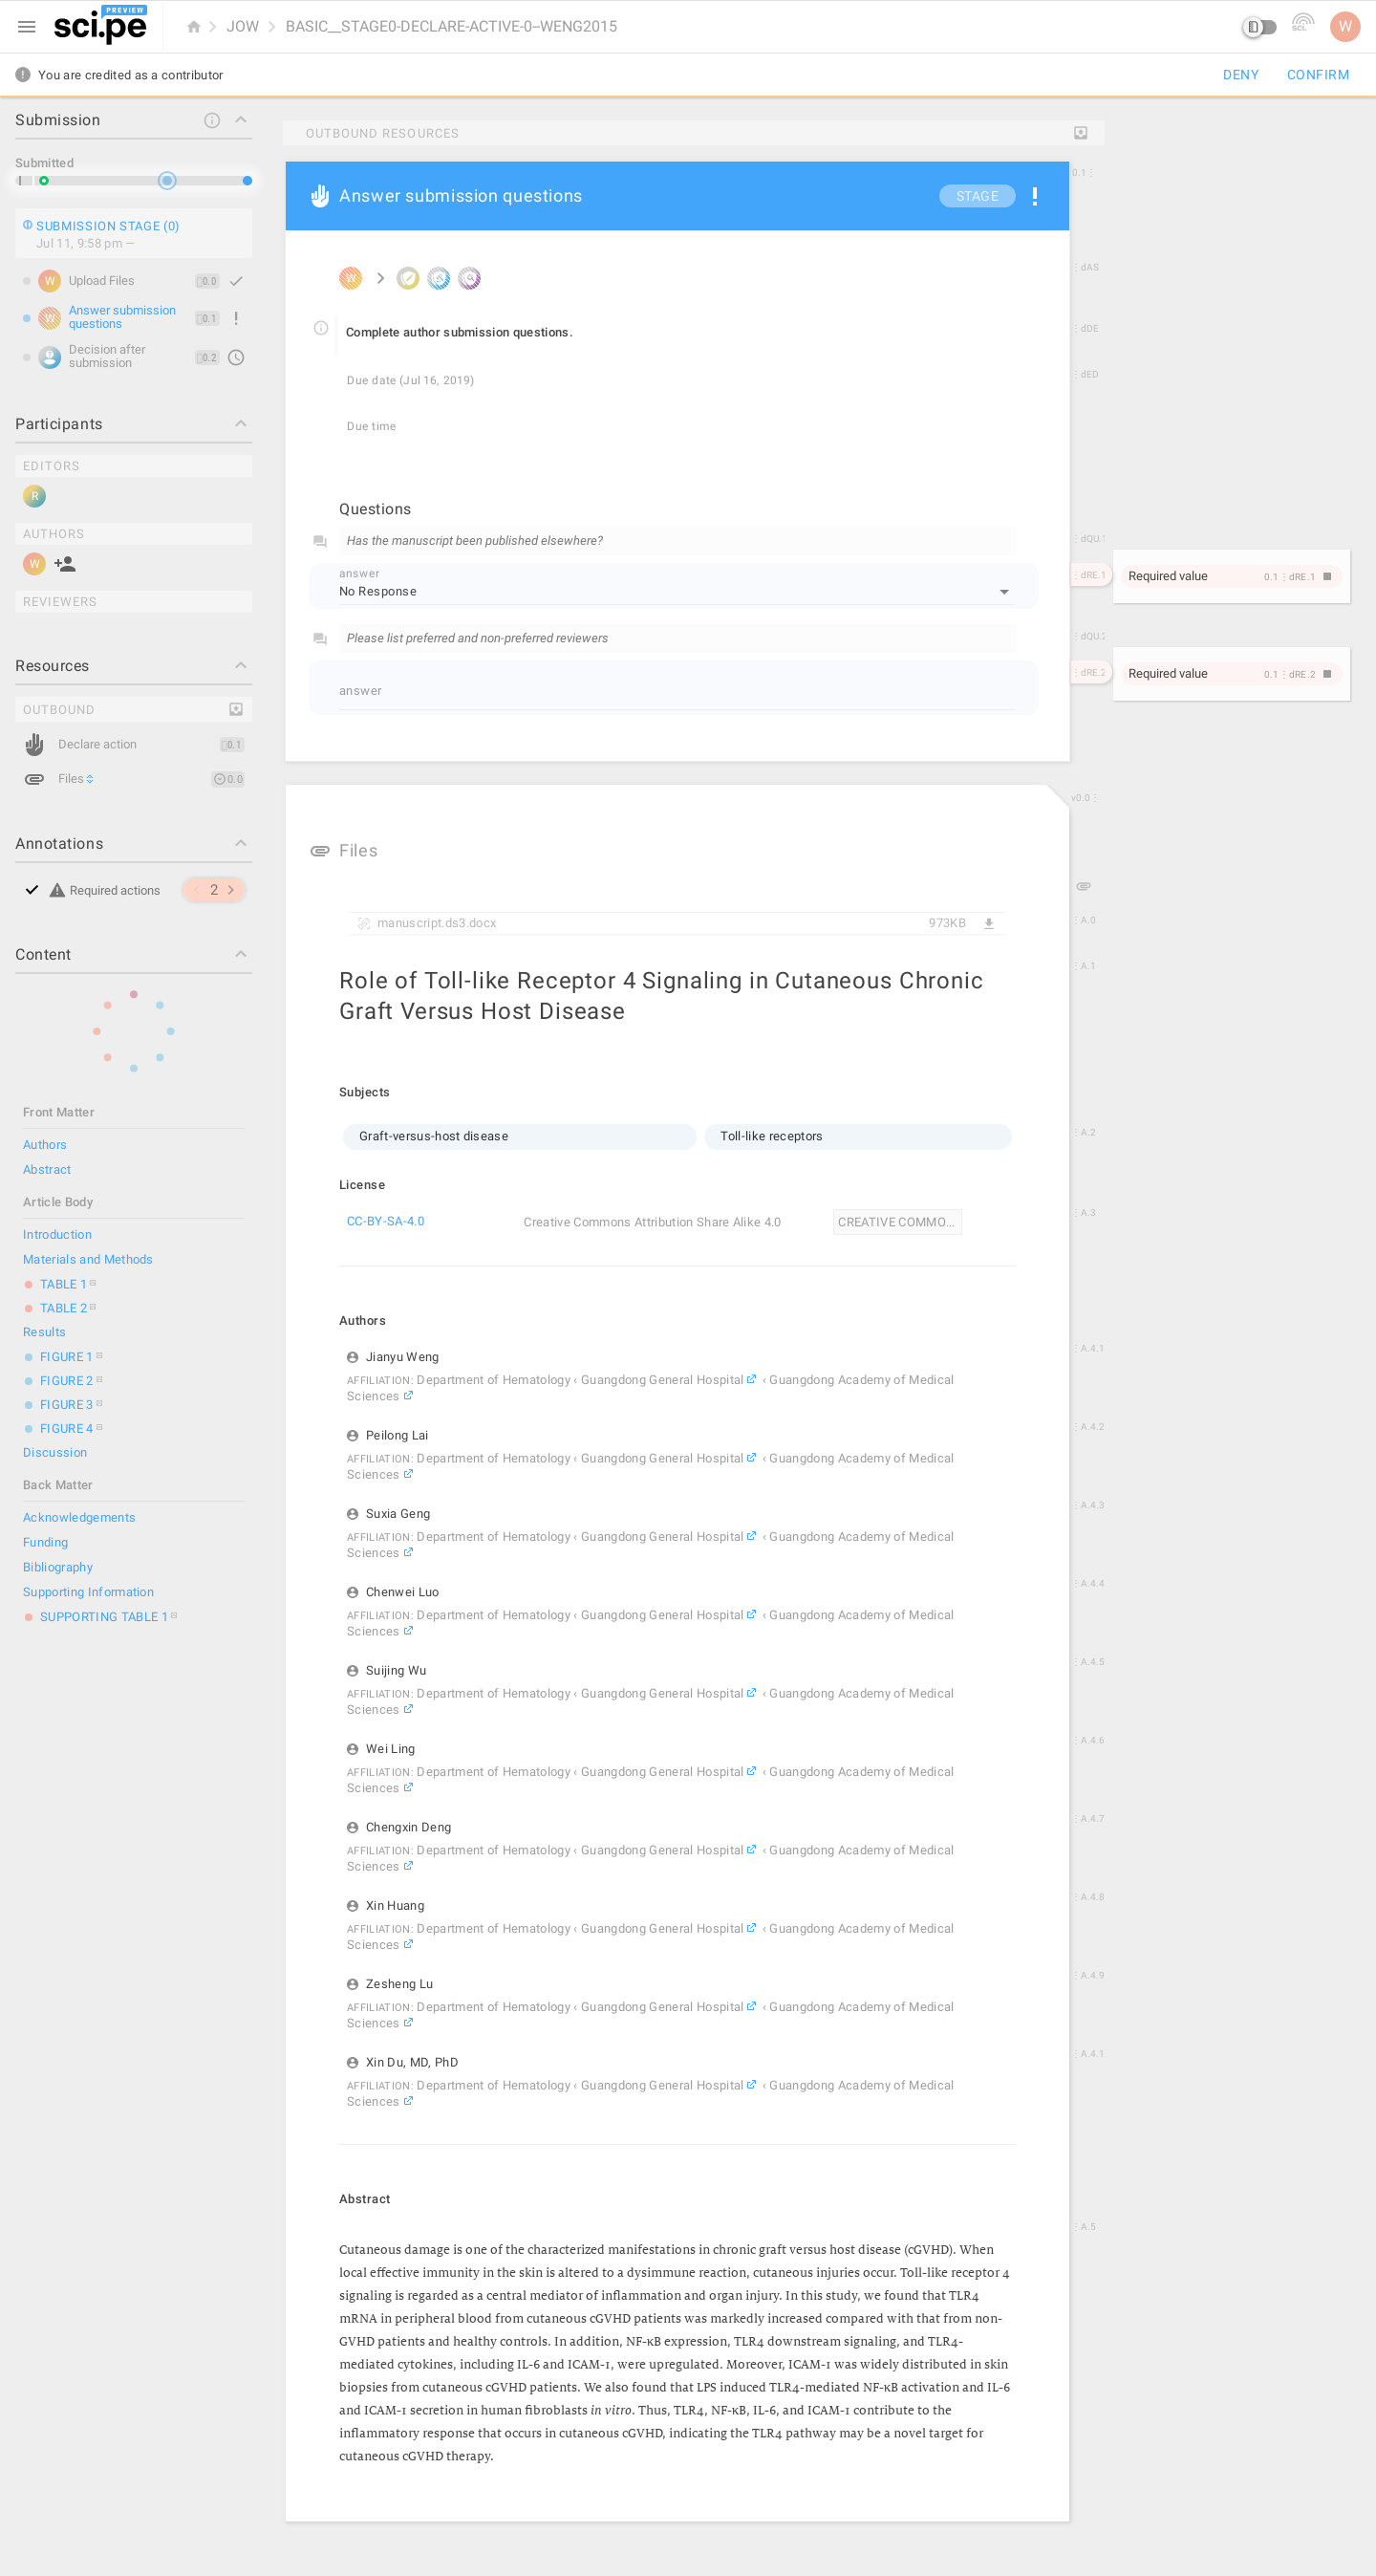 sci.pe
PREVIEW
JOW
BASIC__STAGE0-DECLARE-ACTIVE-0--WENG2015
SCL
W
You are credited as a contributor
DENY
CONFIRM
Submission
Submitted
SUBMISSION STAGE (0)
Jul 11, 9:58 pm —
W
Upload Files
0.0
W
Answer submission
questions
0.1
Decision after
submission
0.2
Participants
EDITORS
R
AUTHORS
W
REVIEWERS
Resources
OUTBOUND
Declare action
0.1
Files
0.0
Annotations
Required actions
2
Content
Front Matter
Authors
Abstract
Article Body
Introduction
Materials and Methods
TABLE 1
TABLE 2
Results
FIGURE 1
FIGURE 2
FIGURE 3
FIGURE 4
Discussion
Back Matter
Acknowledgements
Funding
Bibliography
Supporting Information
SUPPORTING TABLE 1
OUTBOUND RESOURCES
Answer submission questions
STAGE
0.1
W
dAS
Complete author submission questions.
dDE
Due date (Jul 16, 2019)
dED
Due time
Questions
Has the manuscript been published elsewhere?
dQU.1
answer
No Response
dRE.1
Required value
0.1⋮dRE.1
Please list preferred and non-preferred reviewers
dQU.2
answer
dRE.2
Required value
0.1⋮dRE.2
v0.0
Files
manuscript.ds3.docx
973KB
A.0
Role of Toll-like Receptor 4 Signaling in Cutaneous Chronic
Graft Versus Host Disease
A.1
Subjects
Graft-versus-host disease
Toll-like receptors
A.2
License
CC-BY-SA-4.0
Creative Commons Attribution Share Alike 4.0
CREATIVE COMMO...
A.3
Authors
Jianyu Weng
A.4.1
AFFILIATION: Department of Hematology ‹ Guangdong General Hospital ‹ Guangdong Academy of Medical
Sciences
Peilong Lai
A.4.2
AFFILIATION: Department of Hematology ‹ Guangdong General Hospital ‹ Guangdong Academy of Medical
Sciences
Suxia Geng
A.4.3
AFFILIATION: Department of Hematology ‹ Guangdong General Hospital ‹ Guangdong Academy of Medical
Sciences
Chenwei Luo
A.4.4
AFFILIATION: Department of Hematology ‹ Guangdong General Hospital ‹ Guangdong Academy of Medical
Sciences
Suijing Wu
A.4.5
AFFILIATION: Department of Hematology ‹ Guangdong General Hospital ‹ Guangdong Academy of Medical
Sciences
Wei Ling
A.4.6
AFFILIATION: Department of Hematology ‹ Guangdong General Hospital ‹ Guangdong Academy of Medical
Sciences
Chengxin Deng
A.4.7
AFFILIATION: Department of Hematology ‹ Guangdong General Hospital ‹ Guangdong Academy of Medical
Sciences
Xin Huang
A.4.8
AFFILIATION: Department of Hematology ‹ Guangdong General Hospital ‹ Guangdong Academy of Medical
Sciences
Zesheng Lu
A.4.9
AFFILIATION: Department of Hematology ‹ Guangdong General Hospital ‹ Guangdong Academy of Medical
Sciences
Xin Du, MD, PhD
A.4.1
AFFILIATION: Department of Hematology ‹ Guangdong General Hospital ‹ Guangdong Academy of Medical
Sciences
Abstract
A.5
Cutaneous damage is one of the characterized manifestations in chronic graft versus host disease (cGVHD). When
local effective immunity in the skin is altered to a dysimmune reaction, cutaneous injuries occur. Toll-like receptor 4
signaling is regarded as a central mediator of inflammation and organ injury. In this study, we found that TLR4
mRNA in peripheral blood from cutaneous cGVHD patients was markedly increased compared with that from non-
GVHD patients and healthy controls. In addition, NF-κB expression, TLR4 downstream signaling, and TLR4-
mediated cytokines, including IL-6 and ICAM-1, were upregulated. Moreover, ICAM-1 was widely distributed in skin
biopsies from cutaneous cGVHD patients. We also found that LPS induced TLR4-mediated NF-κB activation and IL-6
and ICAM-1 secretion in human fibroblasts in vitro. Thus, TLR4, NF-κB, IL-6, and ICAM-1 contribute to the
inflammatory response that occurs in cutaneous cGVHD, indicating the TLR4 pathway may be a novel target for
cutaneous cGVHD therapy.